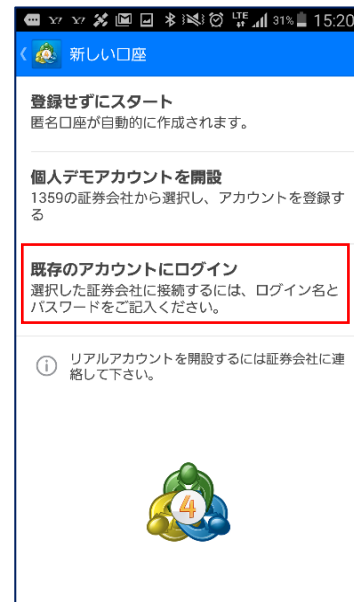 Y! Y! LTE 31% 15:20
新しい口座
登録せずにスタート
匿名口座が自動的に作成されます。
個人デモアカウントを開設
1359の証券会社から選択し、アカウントを登録す
る
既存のアカウントにログイン
選択した証券会社に接続するには、ログイン名と
パスワードをご記入ください。
リアルアカウントを開設するには証券会社に連
絡して下さい。
4